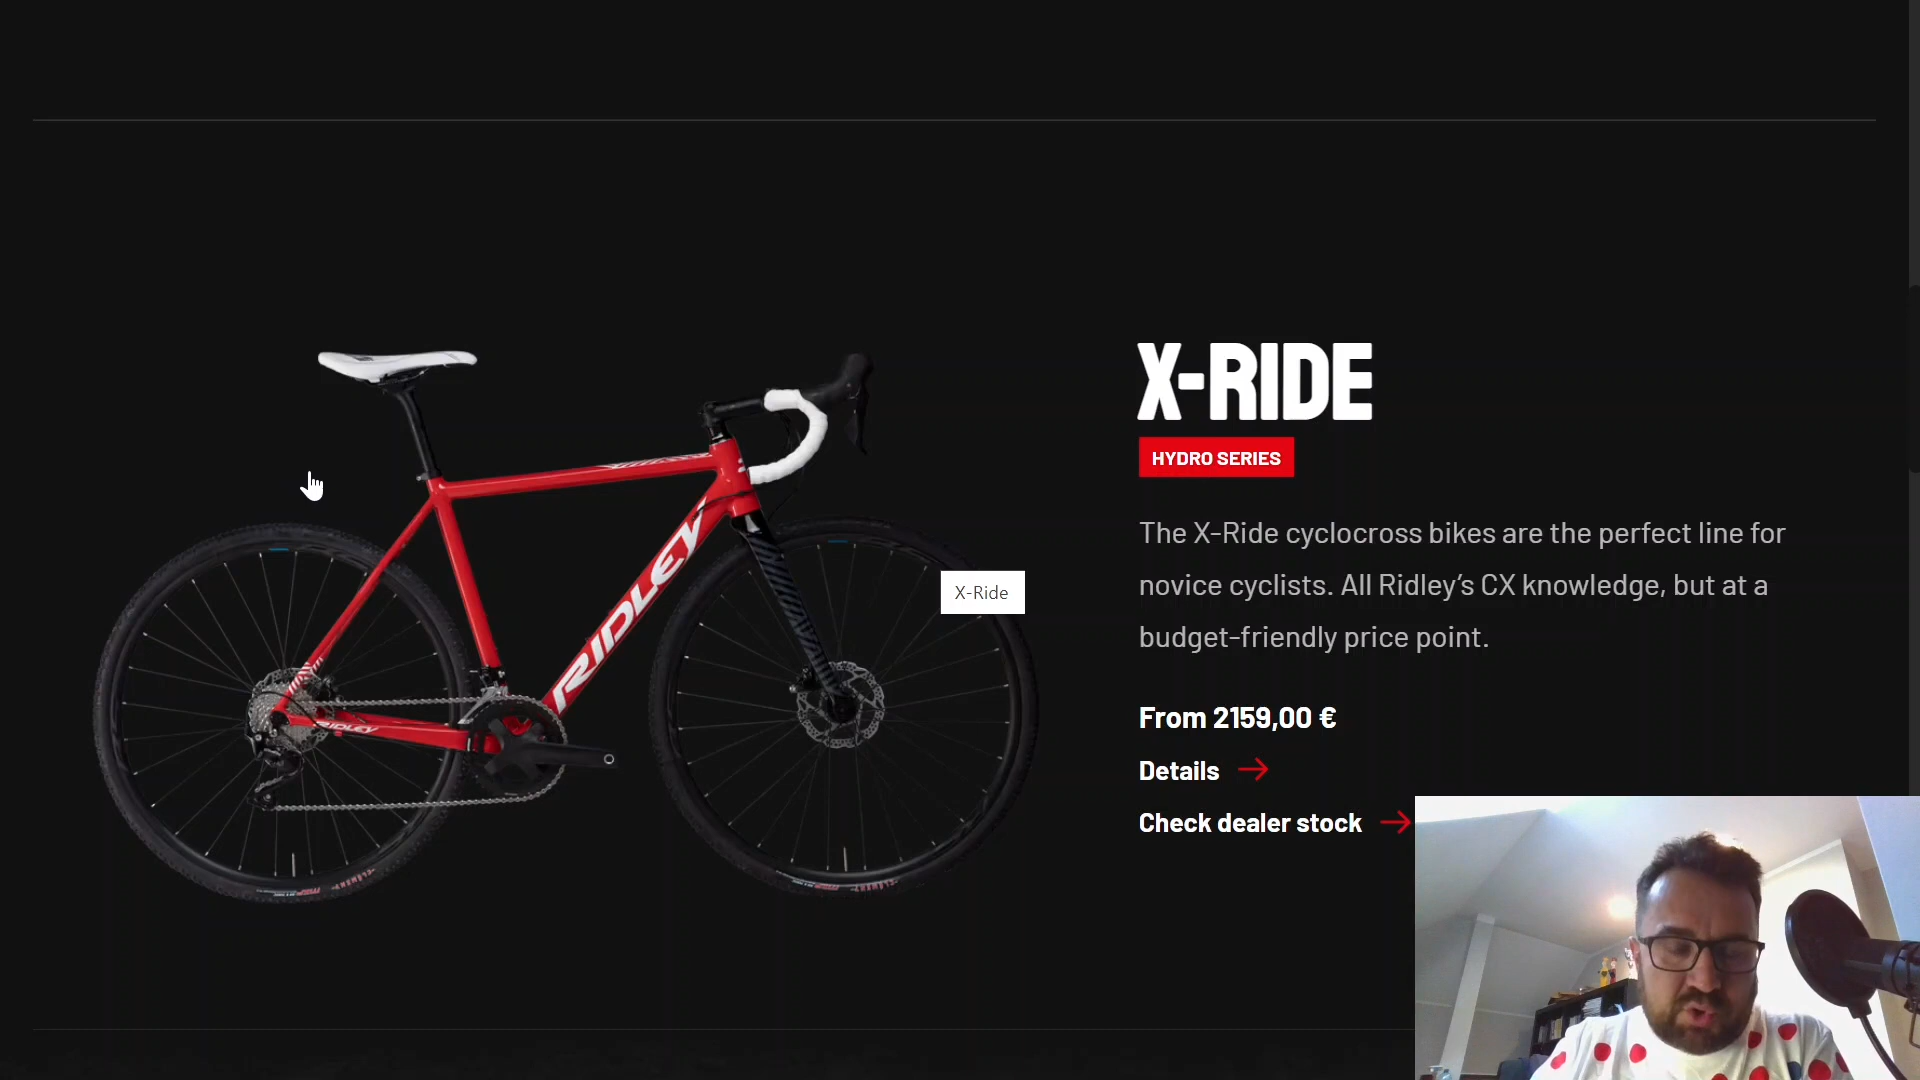 X-RIDE
HYDRO SERIES
The X-Ride cyclocross bikes are the perfect line for
novice cyclists. All Ridley’s CX knowledge, but at a
budget-friendly price point.
From 2159,00 €
Details
Check dealer stock
X-Ride
RIDLEY
RIDLEY